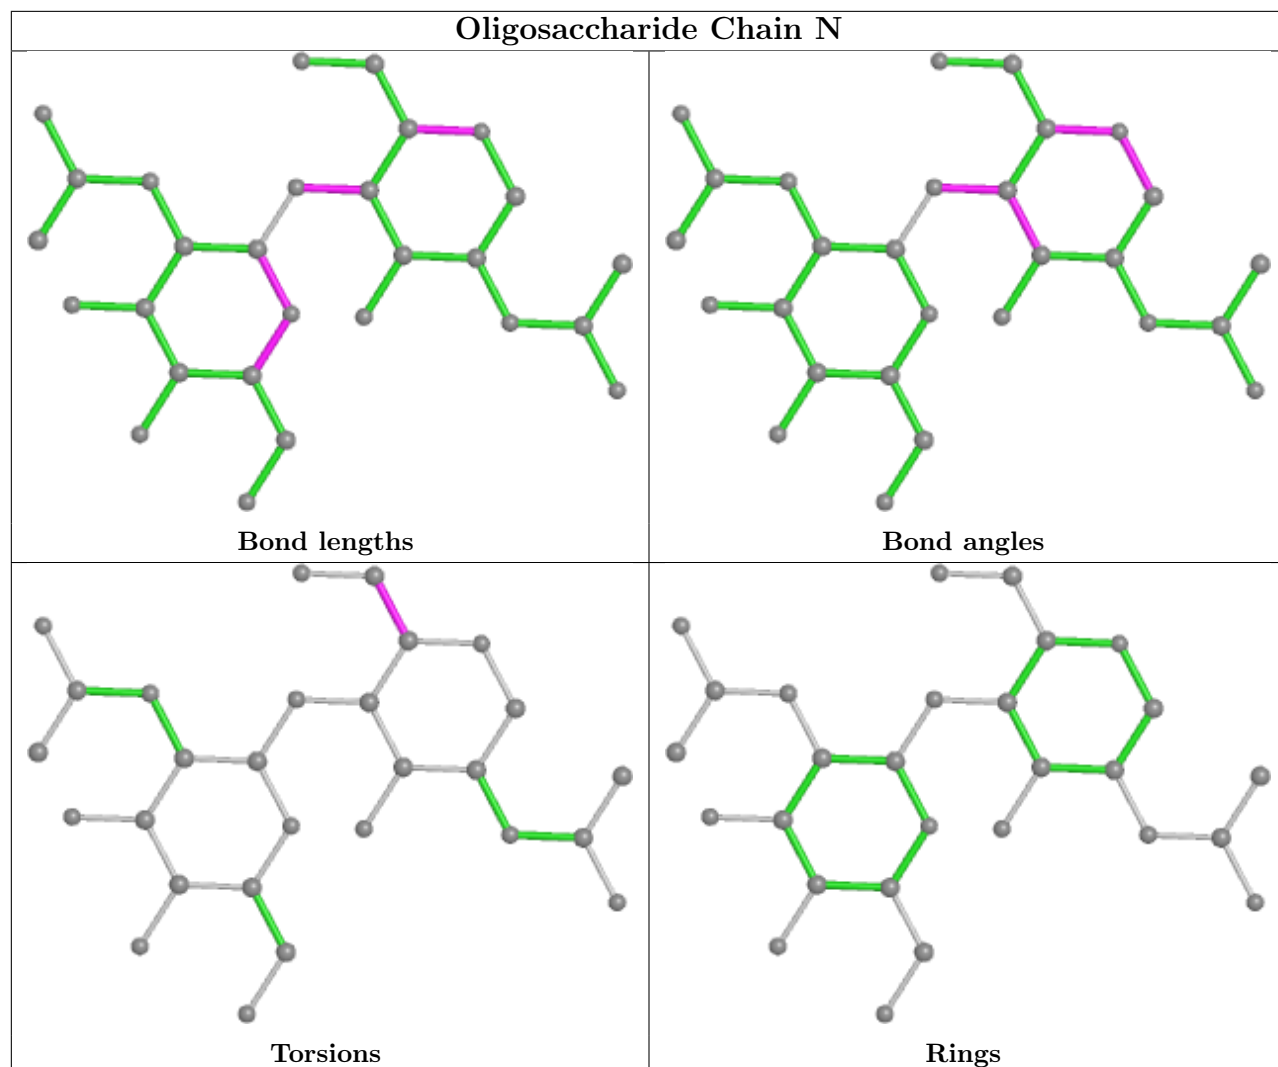 Oligosaccharide Chain N
Bond lengths
Bond angles
Torsions
Rings